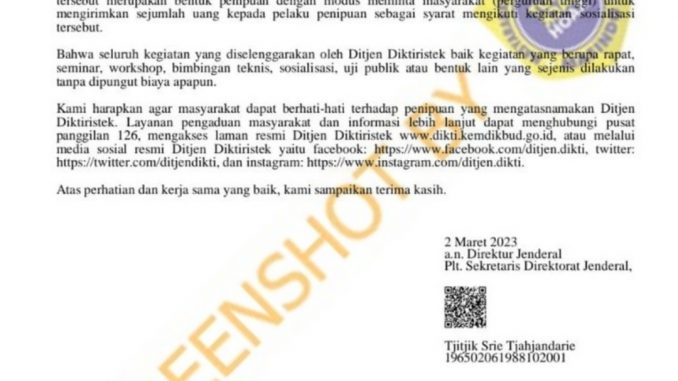 tersebut merupakan bentuk penipuan dengan modus meminta masyarakat (perguruan tinggi) untuk
mengirimkan sejumlah uang kepada pelaku penipuan sebagai syarat mengikuti kegiatan sosialisasi
tersebut.
Bahwa seluruh kegiatan yang diselenggarakan oleh Ditjen Diktiristek baik kegiatan yang berupa rapat,
seminar, workshop, bimbingan teknis, sosialisasi, uji publik atau bentuk lain yang sejenis dilakukan
tanpa dipungut biaya apapun.
Kami harapkan agar masyarakat dapat berhati-hati terhadap penipuan yang mengatasnamakan Ditjen
Diktiristek. Layanan pengaduan masyarakat dan informasi lebih lanjut dapat menghubungi pusat
panggilan 126, mengakses laman resmi Ditjen Diktiristek www.dikti.kemdikbud.go.id, atau melalui
media sosial resmi Ditjen Diktiristek yaitu facebook: https://www.facebook.com/ditjen.dikti, twitter:
https://twitter.com/ditjendikti, dan instagram: https://www.instagram.com/ditjen.dikti.
Atas perhatian dan kerja sama yang baik, kami sampaikan terima kasih.
2 Maret 2023
a.n. Direktur Jenderal
Plt. Sekretaris Direktorat Jenderal,
Tjitjik Srie Tjahjandarie
196502061988102001
EENSHOT BY